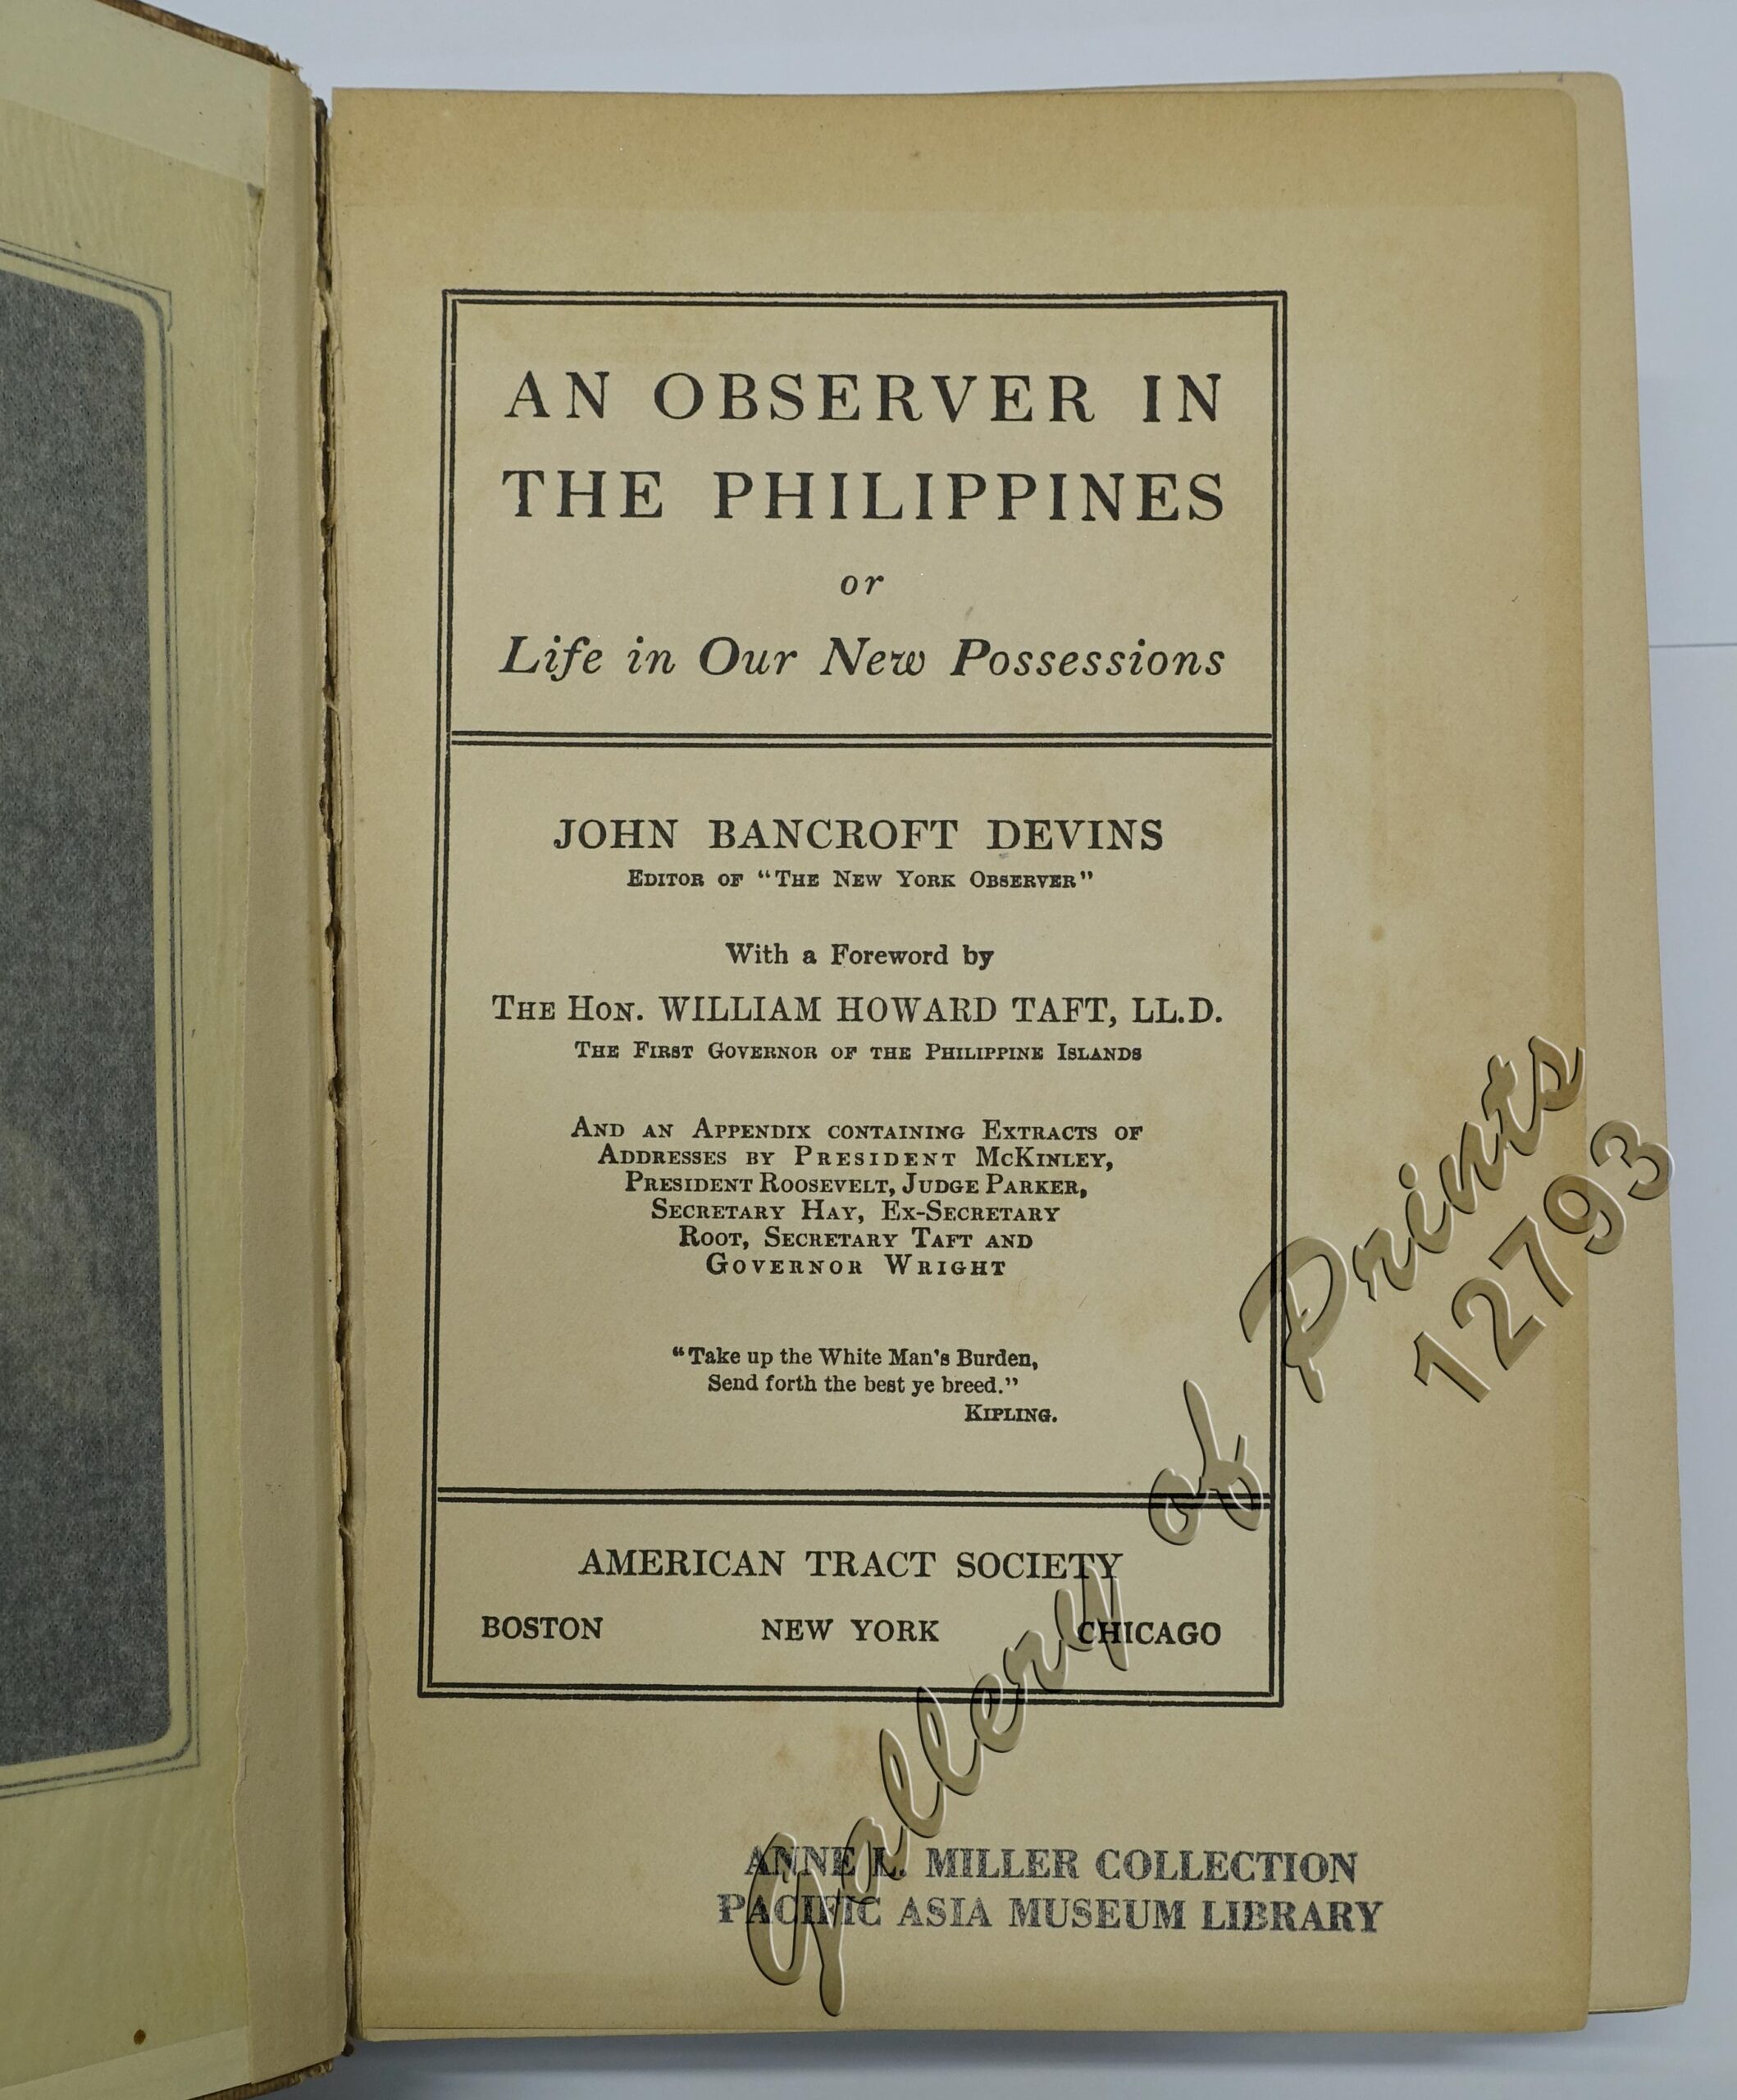 AN OBSERVER IN
THE PHILIPPINES
or
Life in Our New Possessions
JOHN BANCROFT DEVINS
EDITOR OF "THE NEW YORK OBSERVER"
With a Foreword by
THE HON. WILLIAM HOWARD TAFT, LL.D.
THE FIRST GOVERNOR OF THE PHILIPPINE ISLANDS
AND AN APPENDIX CONTAINING EXTRACTS OF
ADDRESSES BY PRESIDENT MCKINLEY,
PRESIDENT ROOSEVELT, JUDGE PARKER,
SECRETARY HAY, EX-SECRETARY
ROOT, SECRETARY TAFT AND
GOVERNOR WRIGHT
"Take up the White Man's Burden,
Send forth the best ye breed."
KIPLING.
AMERICAN TRACT SOCIETY
BOSTON NEW YORK CHICAGO
ANNE L. MILLER COLLECTION
PACIFIC ASIA MUSEUM LIBRARY
Gallery of Prints
12793